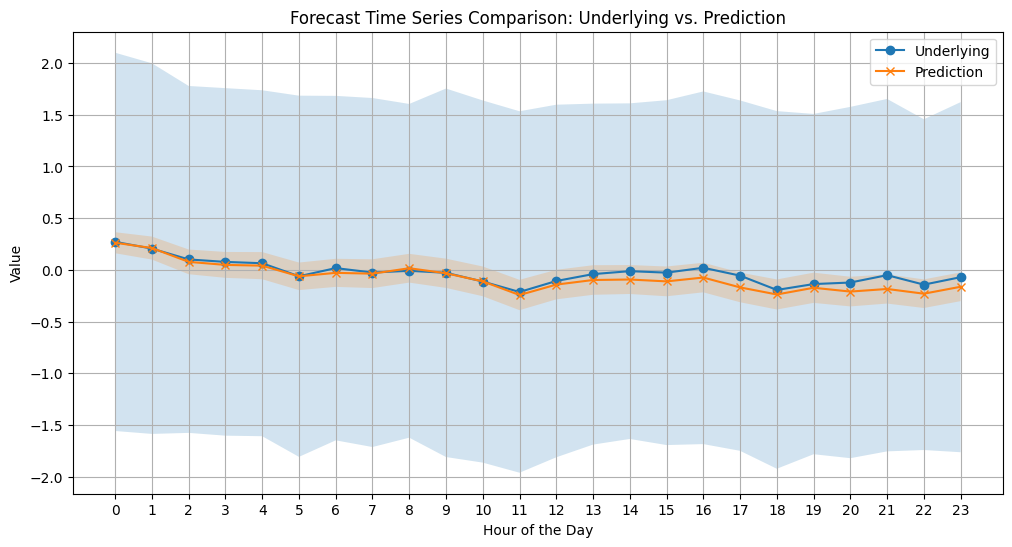 Forecast Time Series Comparison: Underlying vs. Prediction
Underlying
Prediction
Value
2.0
1.5
1.0
0.5
0.0
−0.5
−1.0
−1.5
−2.0
0 1 2 3 4 5 6 7 8 9 10 11 12 13 14 15 16 17 18 19 20 21 22 23
Hour of the Day